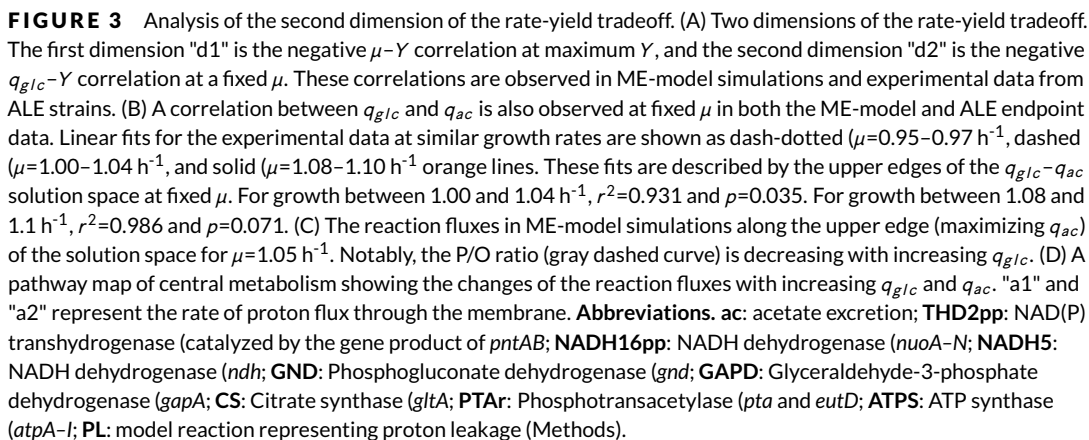 FIGURE 3 Analysis of the second dimension of the rate-yield tradeoff. (A) Two dimensions of the rate-yield tradeoff.
The first dimension "d1" is the negative μ–Y correlation at maximum Y, and the second dimension "d2" is the negative
q_glc–Y correlation at a fixed μ. These correlations are observed in ME-model simulations and experimental data from
ALE strains. (B) A correlation between q_glc and q_ac is also observed at fixed μ in both the ME-model and ALE endpoint
data. Linear fits for the experimental data at similar growth rates are shown as dash-dotted (μ=0.95–0.97 h⁻¹, dashed
(μ=1.00–1.04 h⁻¹, and solid (μ=1.08–1.10 h⁻¹ orange lines. These fits are described by the upper edges of the q_glc–q_ac
solution space at fixed μ. For growth between 1.00 and 1.04 h⁻¹, r²=0.931 and p=0.035. For growth between 1.08 and
1.1 h⁻¹, r²=0.986 and p=0.071. (C) The reaction fluxes in ME-model simulations along the upper edge (maximizing q_ac)
of the solution space for μ=1.05 h⁻¹. Notably, the P/O ratio (gray dashed curve) is decreasing with increasing q_glc. (D) A
pathway map of central metabolism showing the changes of the reaction fluxes with increasing q_glc and q_ac. "a1" and
"a2" represent the rate of proton flux through the membrane. Abbreviations. ac: acetate excretion; THD2pp: NAD(P)
transhydrogenase (catalyzed by the gene product of pntAB; NADH16pp: NADH dehydrogenase (nuoA–N; NADH5:
NADH dehydrogenase (ndh; GND: Phosphogluconate dehydrogenase (gnd; GAPD: Glyceraldehyde-3-phosphate
dehydrogenase (gapA; CS: Citrate synthase (gltA; PTAr: Phosphotransacetylase (pta and eutD; ATPS: ATP synthase
(atpA–I; PL: model reaction representing proton leakage (Methods).